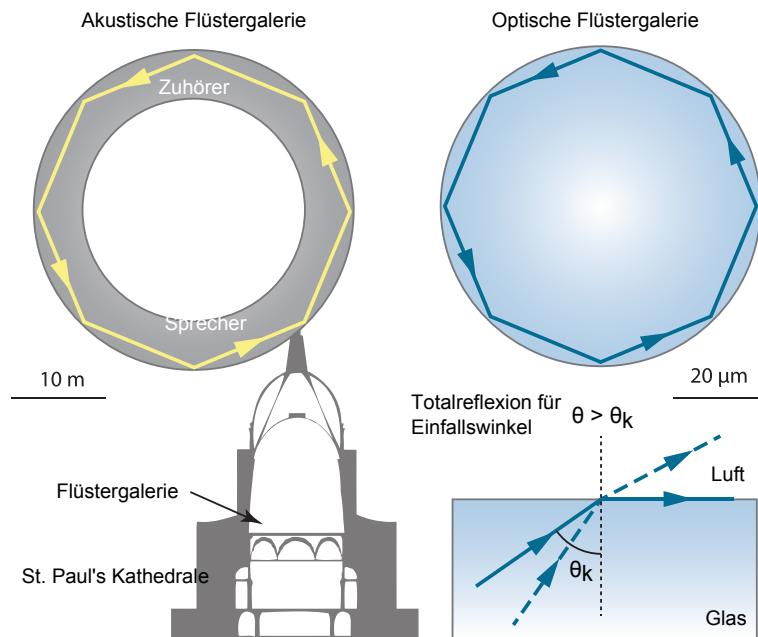 Akustische Flüstergalerie
Optische Flüstergalerie
Zuhörer
Sprecher
10 m
20 µm
Totalreflexion für
Einfallswinkel
θ > θk
Luft
Flüstergalerie
St. Paul's Kathedrale
θk
Glas